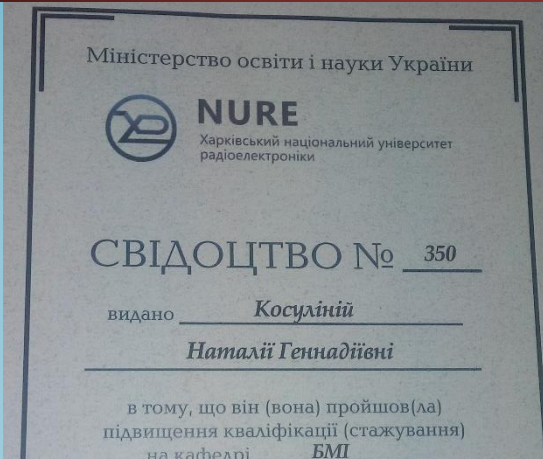 Міністерство освіти і науки України
NURE
Харківський національний університет
радіоелектроніки
СВІДОЦТВО № 350
видано Косуліній
Наталії Геннадіївні
в тому, що він (вона) пройшов(ла)
підвищення кваліфікації (стажування)
на кафедрі БМІ